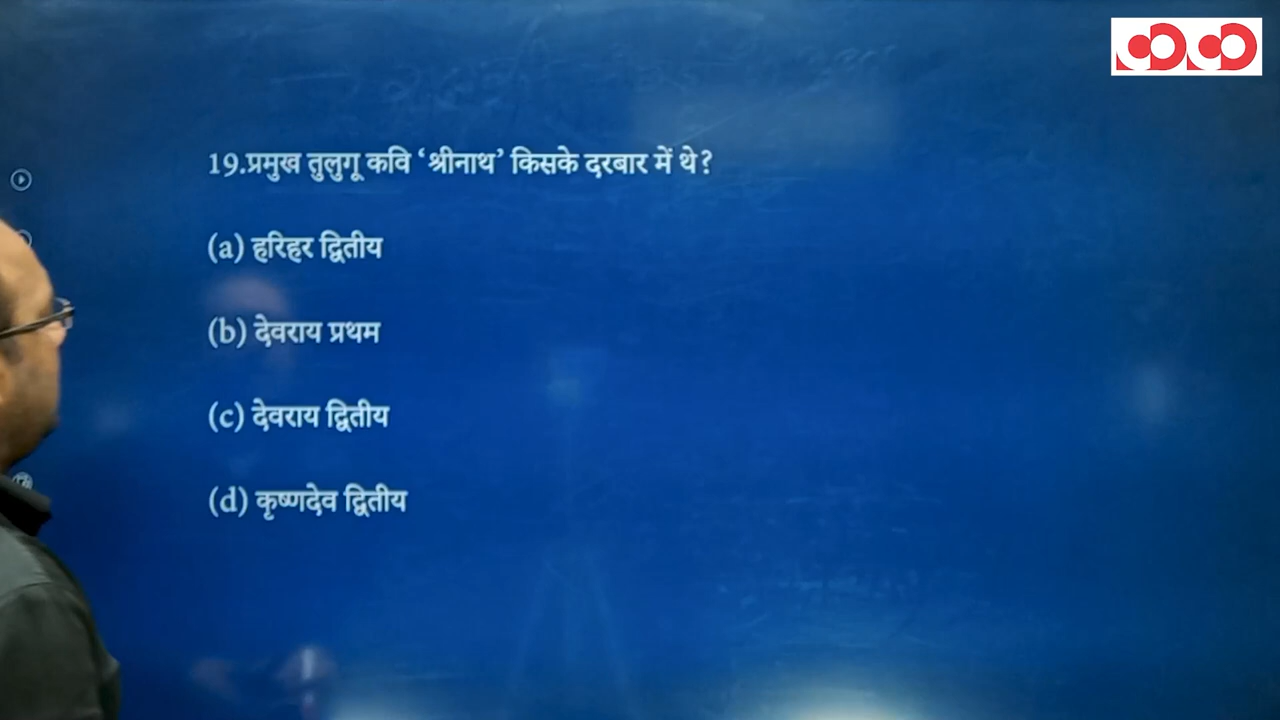 19.प्रमुख तुलुगू कवि ‘श्रीनाथ’ किसके दरबार में थे?
(a) हरिहर द्वितीय
(b) देवराय प्रथम
(c) देवराय द्वितीय
(d) कृष्णदेव द्वितीय